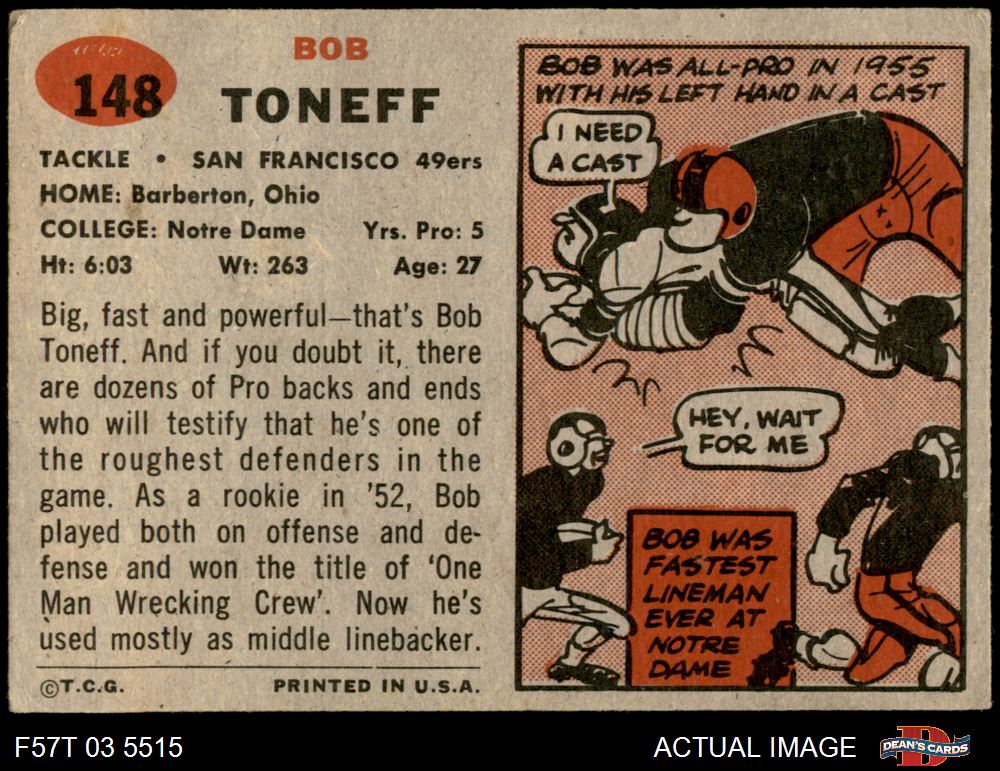 148
BOB
TONEFF
TACKLE • SAN FRANCISCO 49ers
HOME: Barberton, Ohio
COLLEGE: Notre Dame Yrs. Pro: 5
Ht: 6:03 Wt: 263 Age: 27
Big, fast and powerful—that's Bob
Toneff. And if you doubt it, there
are dozens of Pro backs and ends
who will testify that he's one of
the roughest defenders in the
game. As a rookie in '52, Bob
played both on offense and de-
fense and won the title of 'One
Man Wrecking Crew'. Now he's
used mostly as middle linebacker.
©T.C.G. PRINTED IN U.S.A.
BOB WAS ALL-PRO IN 1955
WITH HIS LEFT HAND IN A CAST
I NEED
A CAST
HEY, WAIT
FOR ME
BOB WAS
FASTEST
LINEMAN
EVER AT
NOTRE
DAME
F57T 03 5515
ACTUAL IMAGE
DEAN'S CARDS